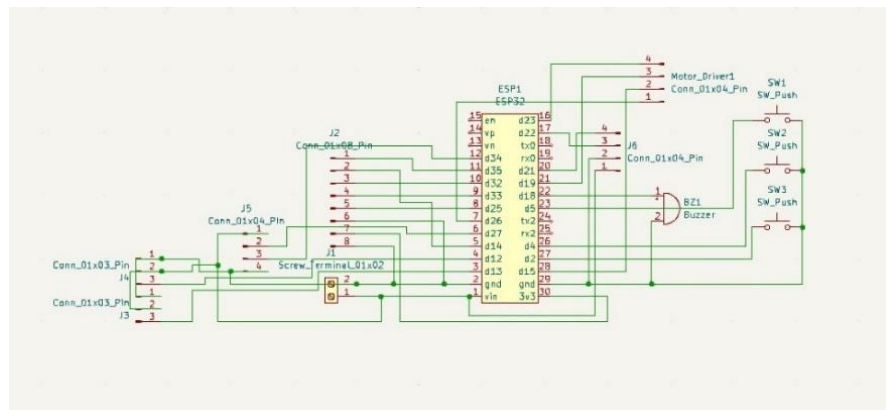 4
3
Motor_Driver1
2
Conn_01x04_Pin
1
SW1
SW_Push
ESP1
ESP32
15 en d23 16
14 vp d22 17
13 vn tx0 18
12 d34 rx0 19
11 d35 d21 20
10 d32 d19 21
9 d33 d18 22
8 d25 d5 23
7 d26 tx2 24
6 d27 rx2 25
5 d14 d4 26
4 d12 d2 27
3 d13 d15 28
2 gnd gnd 29
1 vin 3v3 30
SW2
SW_Push
J2
Conn_01x08_Pin
1
2
3
4
5
6
7
8
4
J6
3
2
Conn_01x04_Pin
1
SW3
SW_Push
1
BZ1
2
Buzzer
J5
Conn_01x04_Pin
1
2
3
4
J1
Screw_Terminal_01x02
2
1
1
Conn_01x03_Pin
2
J4
3
1
Conn_01x03_Pin
2
J3
3